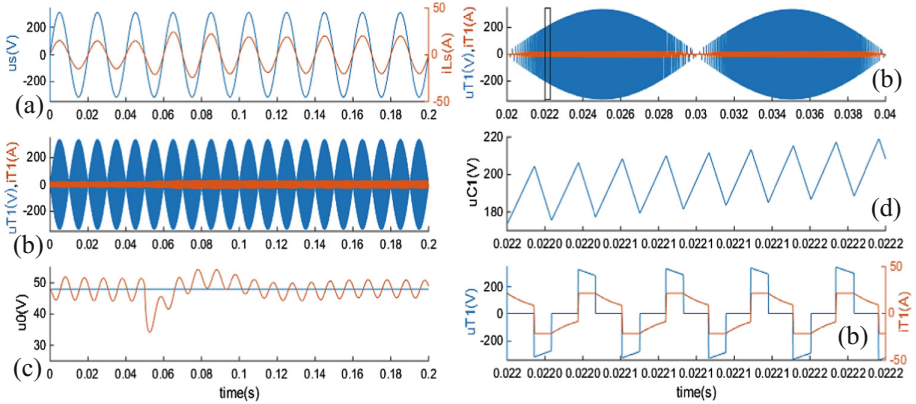 us(V)
200
0
-200
50
0
-50
iLs(A)
(a)
0 0.02 0.04 0.06 0.08 0.1 0.12 0.14 0.16 0.18 0.2
uT1(V),iT1(A)
200
0
-200
(b)
0 0.02 0.04 0.06 0.08 0.1 0.12 0.14 0.16 0.18 0.2
u0(V)
50
40
30
(c)
0 0.02 0.04 0.06 0.08 0.1 0.12 0.14 0.16 0.18 0.2
time(s)
uT1(V),iT1(A)
200
0
-200
(b)
0.02 0.022 0.024 0.026 0.028 0.03 0.032 0.034 0.036 0.038 0.04
uC1(V)
220
200
180
(d)
0.0222 0.0220 0.0220 0.0221 0.0221 0.0221 0.0221 0.0221 0.0222 0.0222
uT1(V)
200
0
-200
50
0
-50
iT1(A)
(b)
0.0222 0.0220 0.0220 0.0221 0.0221 0.0221 0.0221 0.0221 0.0222 0.0222
time(s)